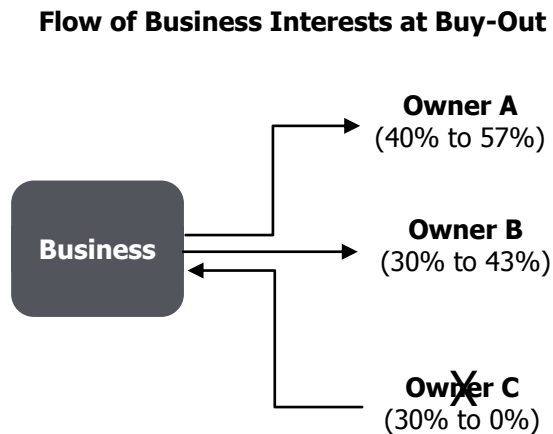 Flow of Business Interests at Buy-Out
Owner A
(40% to 57%)
Business
Owner B
(30% to 43%)
Owner C
X
(30% to 0%)